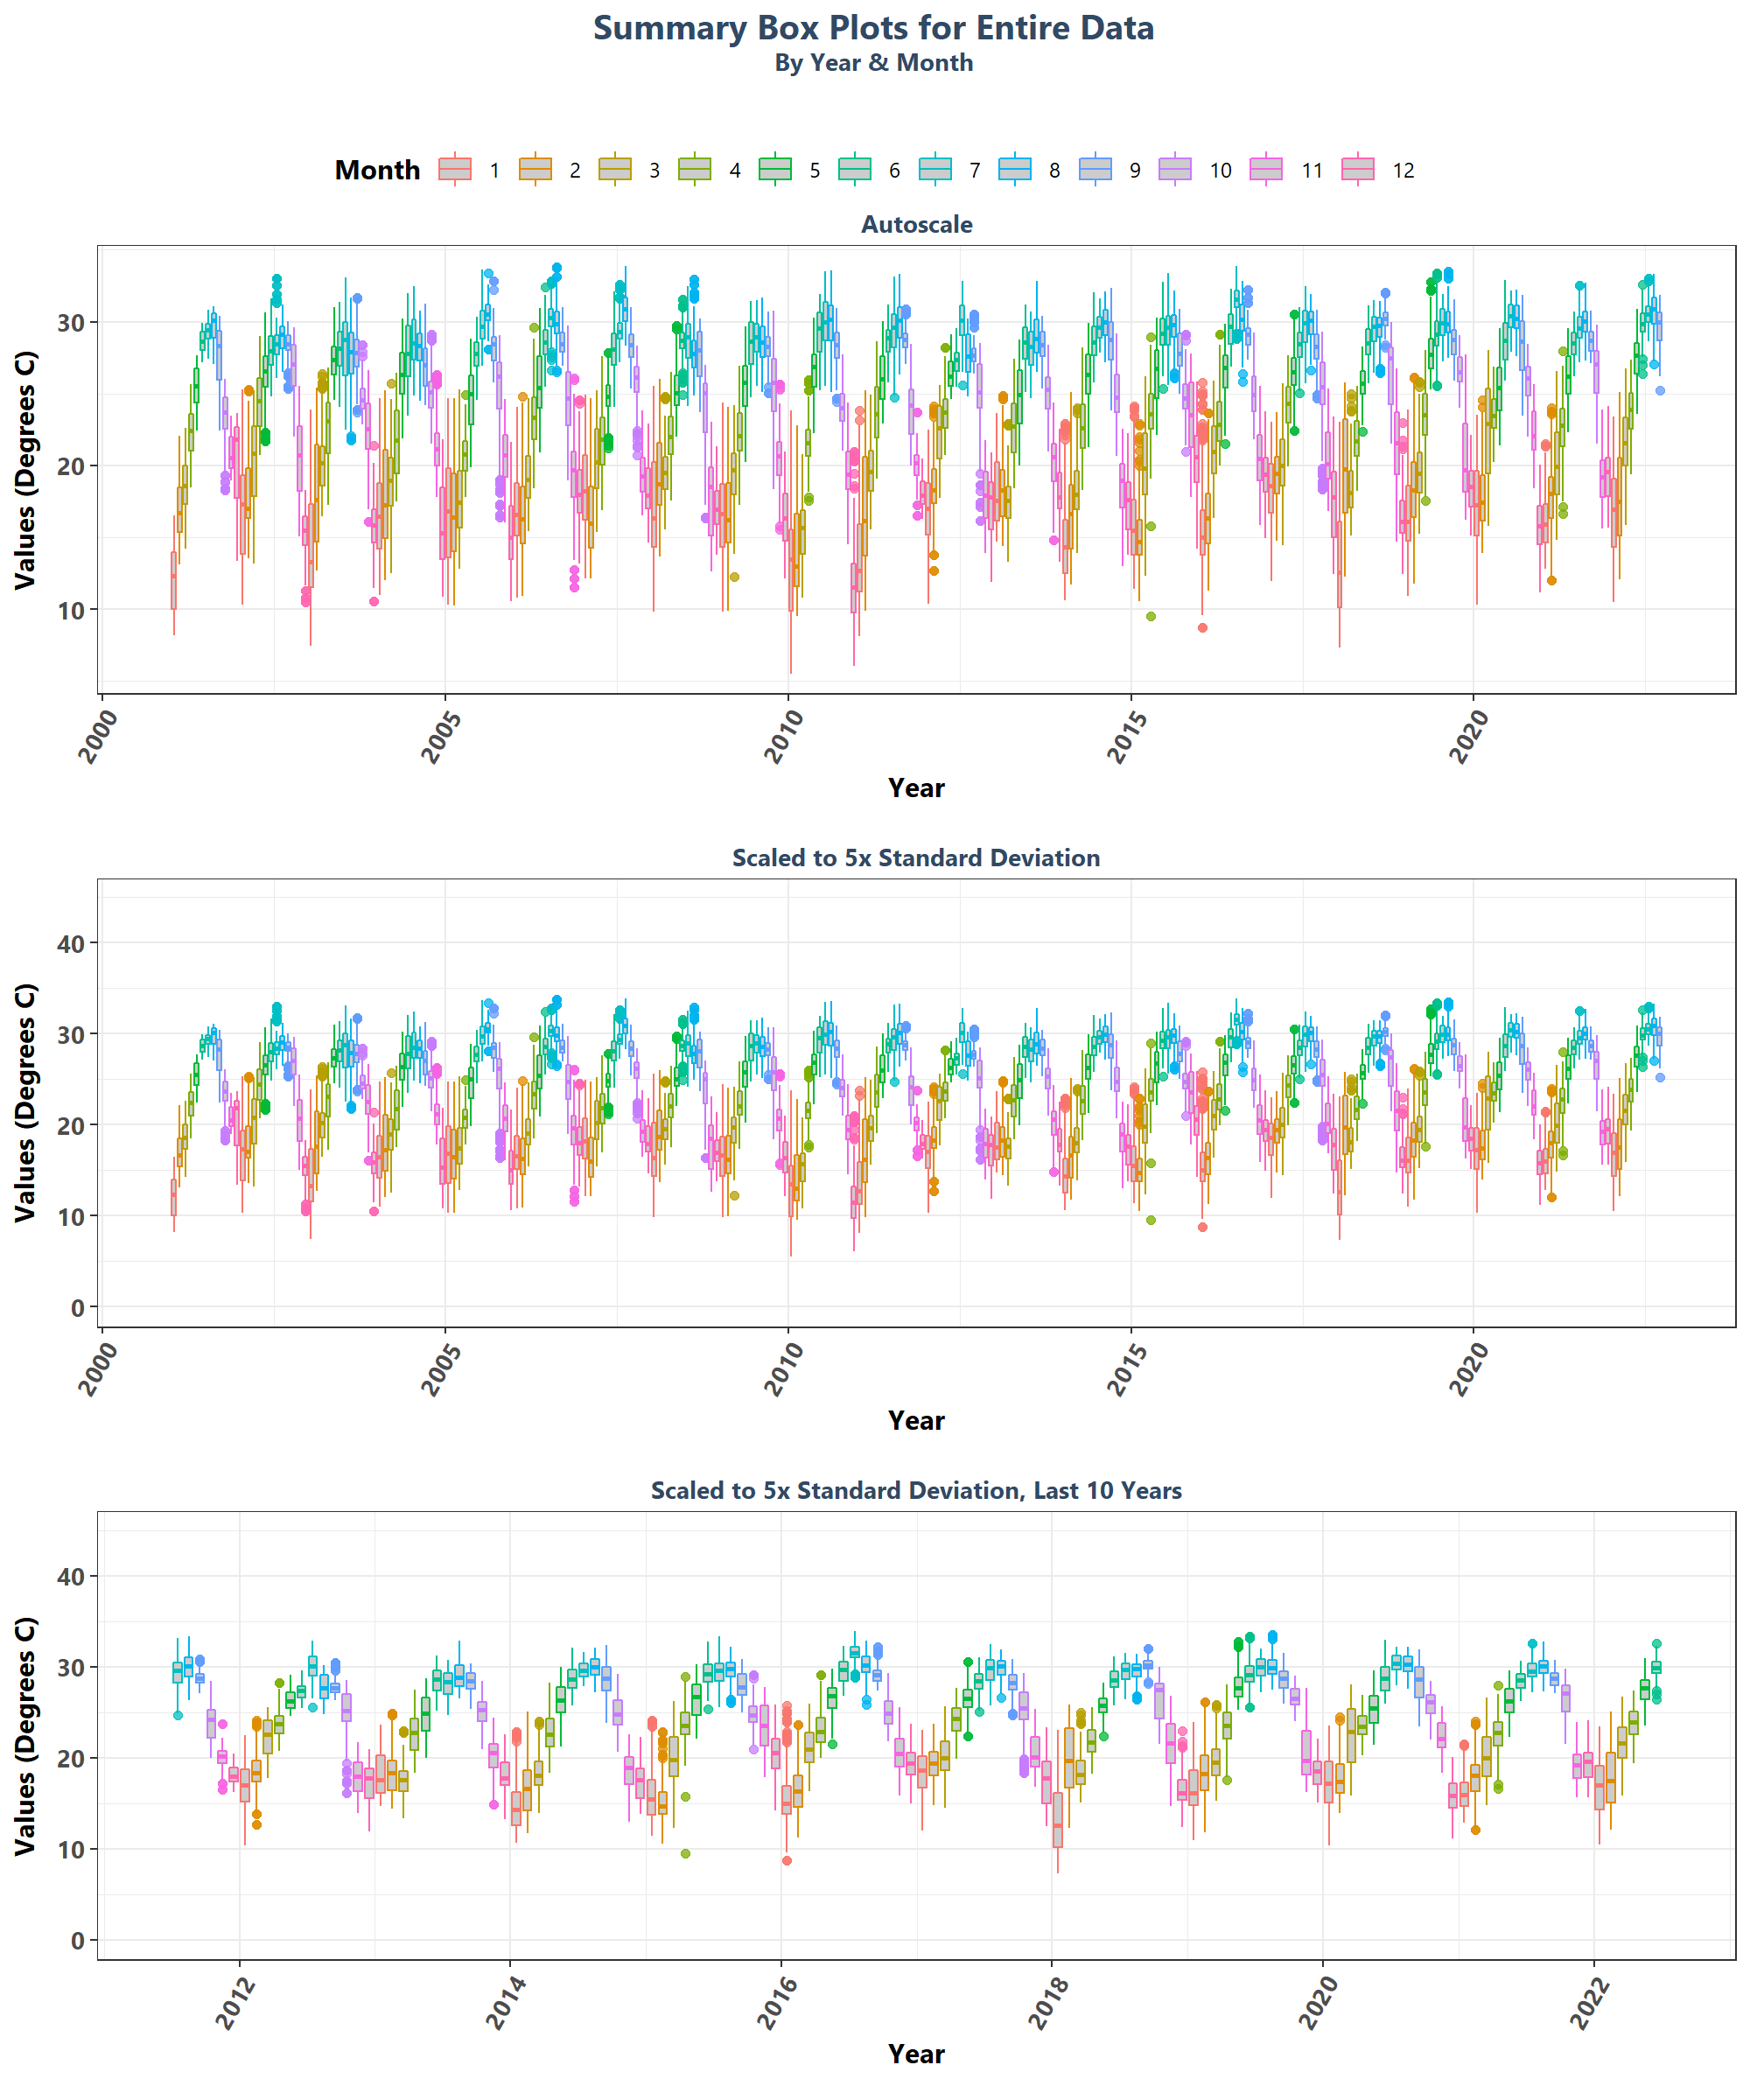 Summary Box Plots for Entire Data
By Year & Month
Month 1 2 3 4 5 6 7 8 9 10 11 12
Autoscale
Values (Degrees C)
30
20
10
2000 2005 2010 2015 2020
Year
Scaled to 5x Standard Deviation
Values (Degrees C)
40
30
20
10
0
2000 2005 2010 2015 2020
Year
Scaled to 5x Standard Deviation, Last 10 Years
Values (Degrees C)
40
30
20
10
0
2012 2014 2016 2018 2020 2022
Year